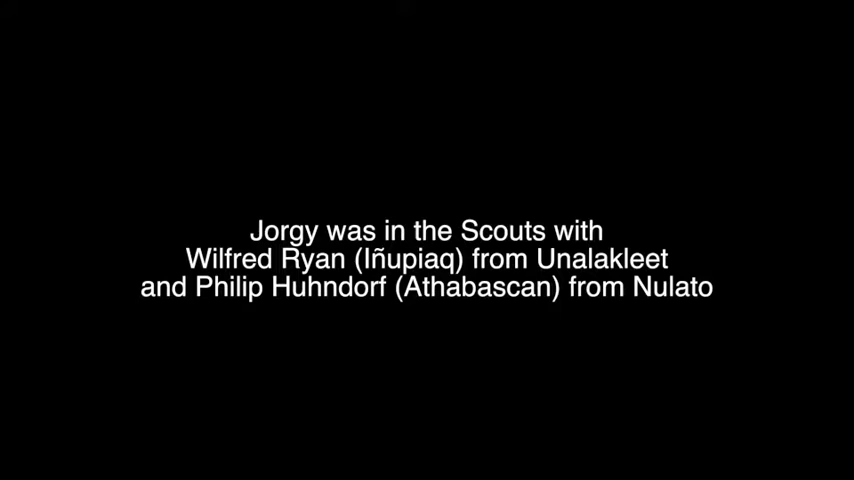 Jorgy was in the Scouts with
Wilfred Ryan (Iñupiaq) from Unalakleet
and Philip Huhndorf (Athabascan) from Nulato